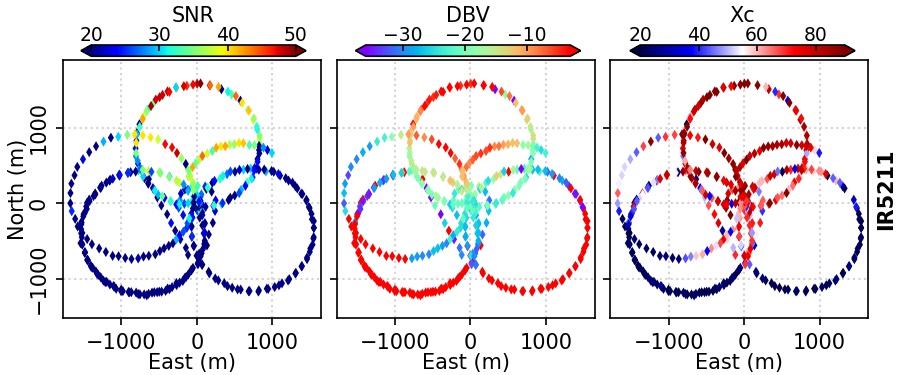 SNR DBV Xc
20 30 40 50 −30 −20 −10 20 40 60 80
North (m)
1000
0
−1000
−1000 0 1000 −1000 0 1000 −1000 0 1000
East (m) East (m) East (m)
IR5211